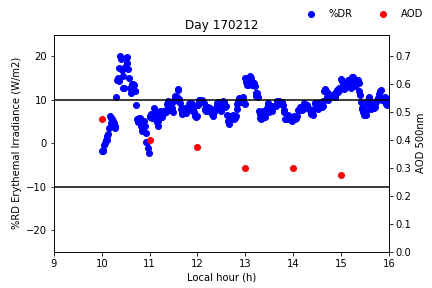 %DR AOD
Day 170212
%RD Erythemal Irradiance (W/m2)
20
10
0
−10
−20
0.7
0.6
0.5
0.4
0.3
0.2
0.1
0.0
AOD 500nm
9 10 11 12 13 14 15 16
Local hour (h)